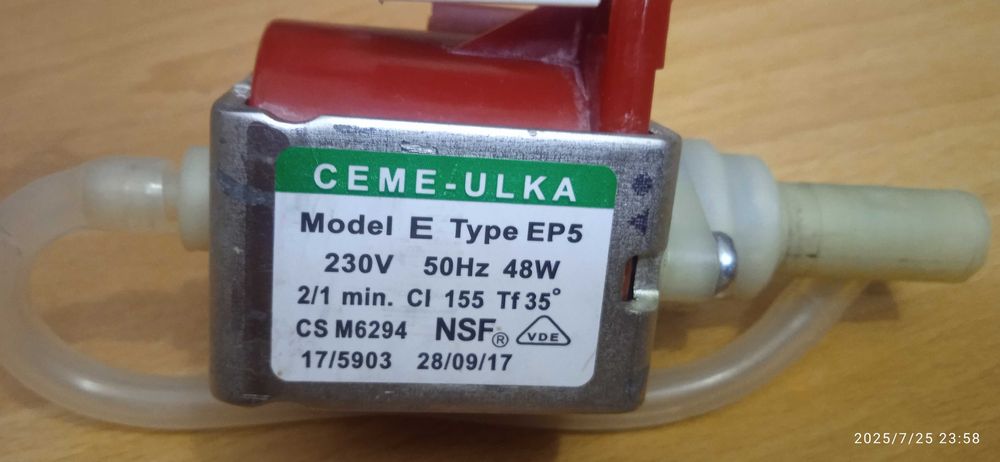 CEME-ULKA
Model E Type EP5
230V 50Hz 48W
2/1 min. Cl 155 Tf 35°
CS M6294 NSF® VDE
17/5903 28/09/17
2025/7/25 23:58